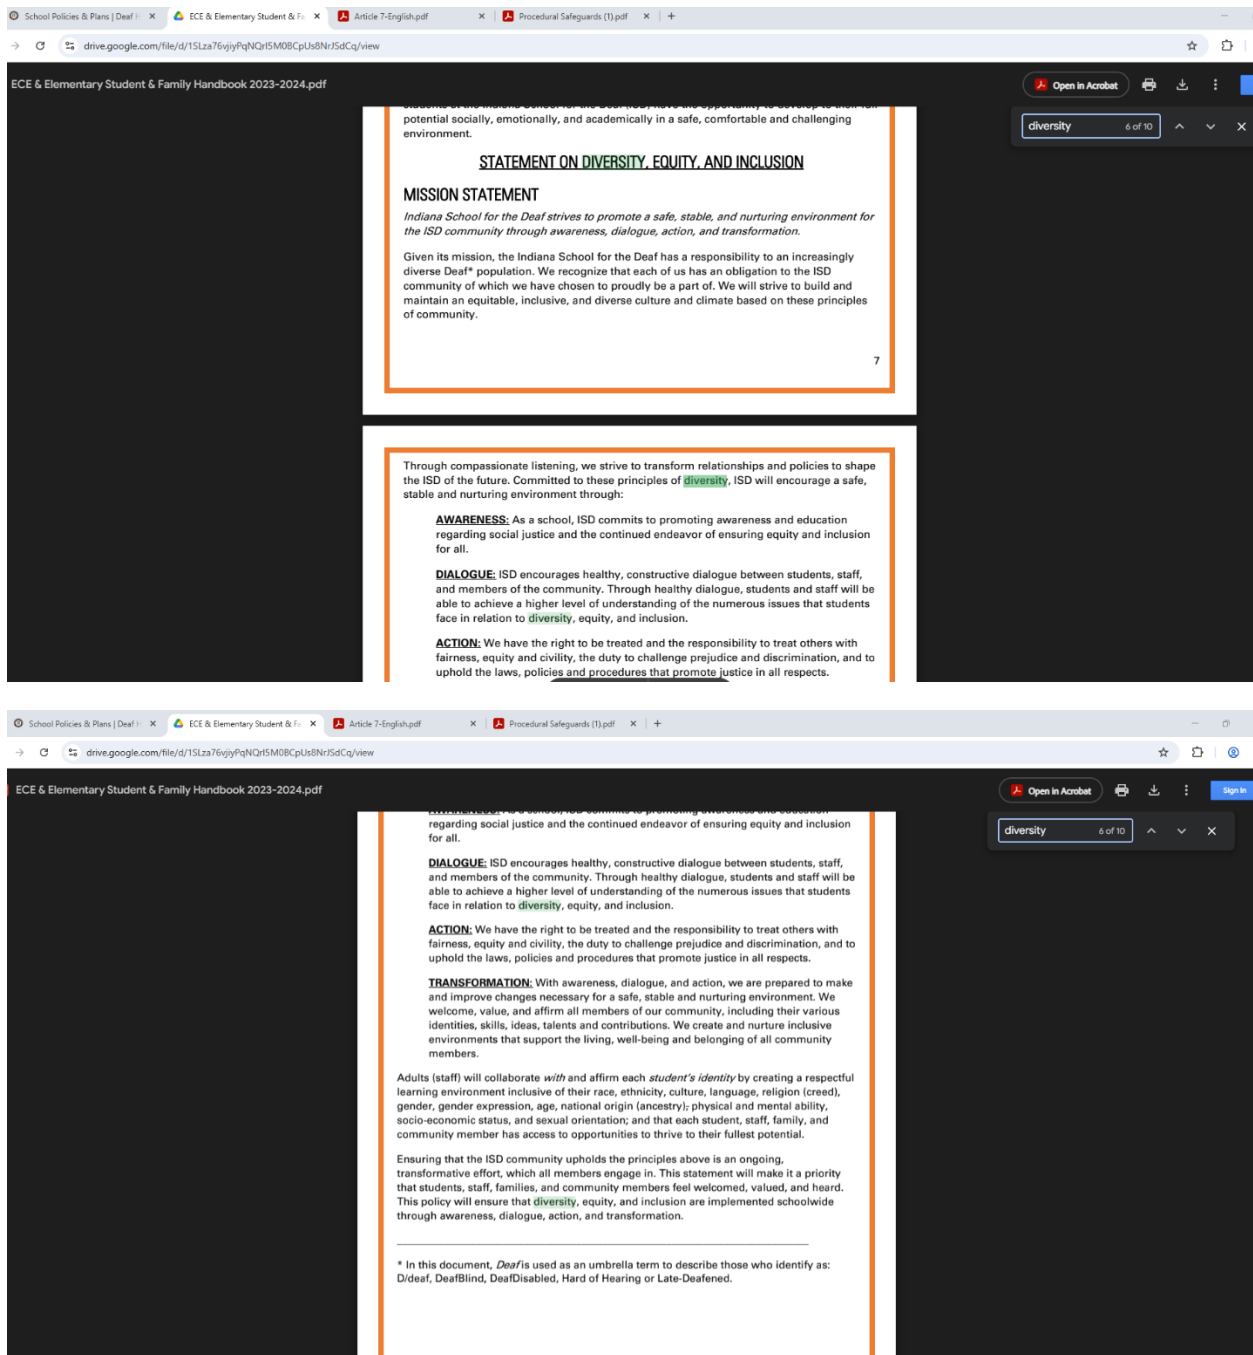 School Policies & Plans | Deaf H
ECE & Elementary Student & Fa
Article 7-English.pdf
Procedural Safeguards (1).pdf
drive.google.com/file/d/1SLza76vjiyPqNQrI5M0BCpUs8NrJSdCq/view
ECE & Elementary Student & Family Handbook 2023-2024.pdf
Open in Acrobat
diversity 6 of 10
students at the Indiana School for the Deaf (ISD) have the opportunity to develop to their full
potential socially, emotionally, and academically in a safe, comfortable and challenging
environment.
STATEMENT ON DIVERSITY, EQUITY, AND INCLUSION
MISSION STATEMENT
Indiana School for the Deaf strives to promote a safe, stable, and nurturing environment for
the ISD community through awareness, dialogue, action, and transformation.
Given its mission, the Indiana School for the Deaf has a responsibility to an increasingly
diverse Deaf* population. We recognize that each of us has an obligation to the ISD
community of which we have chosen to proudly be a part of. We will strive to build and
maintain an equitable, inclusive, and diverse culture and climate based on these principles
of community.
7
Through compassionate listening, we strive to transform relationships and policies to shape
the ISD of the future. Committed to these principles of diversity, ISD will encourage a safe,
stable and nurturing environment through:
AWARENESS: As a school, ISD commits to promoting awareness and education
regarding social justice and the continued endeavor of ensuring equity and inclusion
for all.
DIALOGUE: ISD encourages healthy, constructive dialogue between students, staff,
and members of the community. Through healthy dialogue, students and staff will be
able to achieve a higher level of understanding of the numerous issues that students
face in relation to diversity, equity, and inclusion.
ACTION: We have the right to be treated and the responsibility to treat others with
fairness, equity and civility, the duty to challenge prejudice and discrimination, and to
uphold the laws, policies and procedures that promote justice in all respects.
School Policies & Plans | Deaf H
ECE & Elementary Student & Fa
Article 7-English.pdf
Procedural Safeguards (1).pdf
drive.google.com/file/d/1SLza76vjiyPqNQrI5M0BCpUs8NrJSdCq/view
ECE & Elementary Student & Family Handbook 2023-2024.pdf
Open in Acrobat
Sign in
diversity 6 of 10
AWARENESS: As a school, ISD commits to promoting awareness and education
regarding social justice and the continued endeavor of ensuring equity and inclusion
for all.
DIALOGUE: ISD encourages healthy, constructive dialogue between students, staff,
and members of the community. Through healthy dialogue, students and staff will be
able to achieve a higher level of understanding of the numerous issues that students
face in relation to diversity, equity, and inclusion.
ACTION: We have the right to be treated and the responsibility to treat others with
fairness, equity and civility, the duty to challenge prejudice and discrimination, and to
uphold the laws, policies and procedures that promote justice in all respects.
TRANSFORMATION: With awareness, dialogue, and action, we are prepared to make
and improve changes necessary for a safe, stable and nurturing environment. We
welcome, value, and affirm all members of our community, including their various
identities, skills, ideas, talents and contributions. We create and nurture inclusive
environments that support the living, well-being and belonging of all community
members.
Adults (staff) will collaborate with and affirm each student's identity by creating a respectful
learning environment inclusive of their race, ethnicity, culture, language, religion (creed),
gender, gender expression, age, national origin (ancestry); physical and mental ability,
socio-economic status, and sexual orientation; and that each student, staff, family, and
community member has access to opportunities to thrive to their fullest potential.
Ensuring that the ISD community upholds the principles above is an ongoing,
transformative effort, which all members engage in. This statement will make it a priority
that students, staff, families, and community members feel welcomed, valued, and heard.
This policy will ensure that diversity, equity, and inclusion are implemented schoolwide
through awareness, dialogue, action, and transformation.
* In this document, Deaf is used as an umbrella term to describe those who identify as:
D/deaf, DeafBlind, DeafDisabled, Hard of Hearing or Late-Deafened.